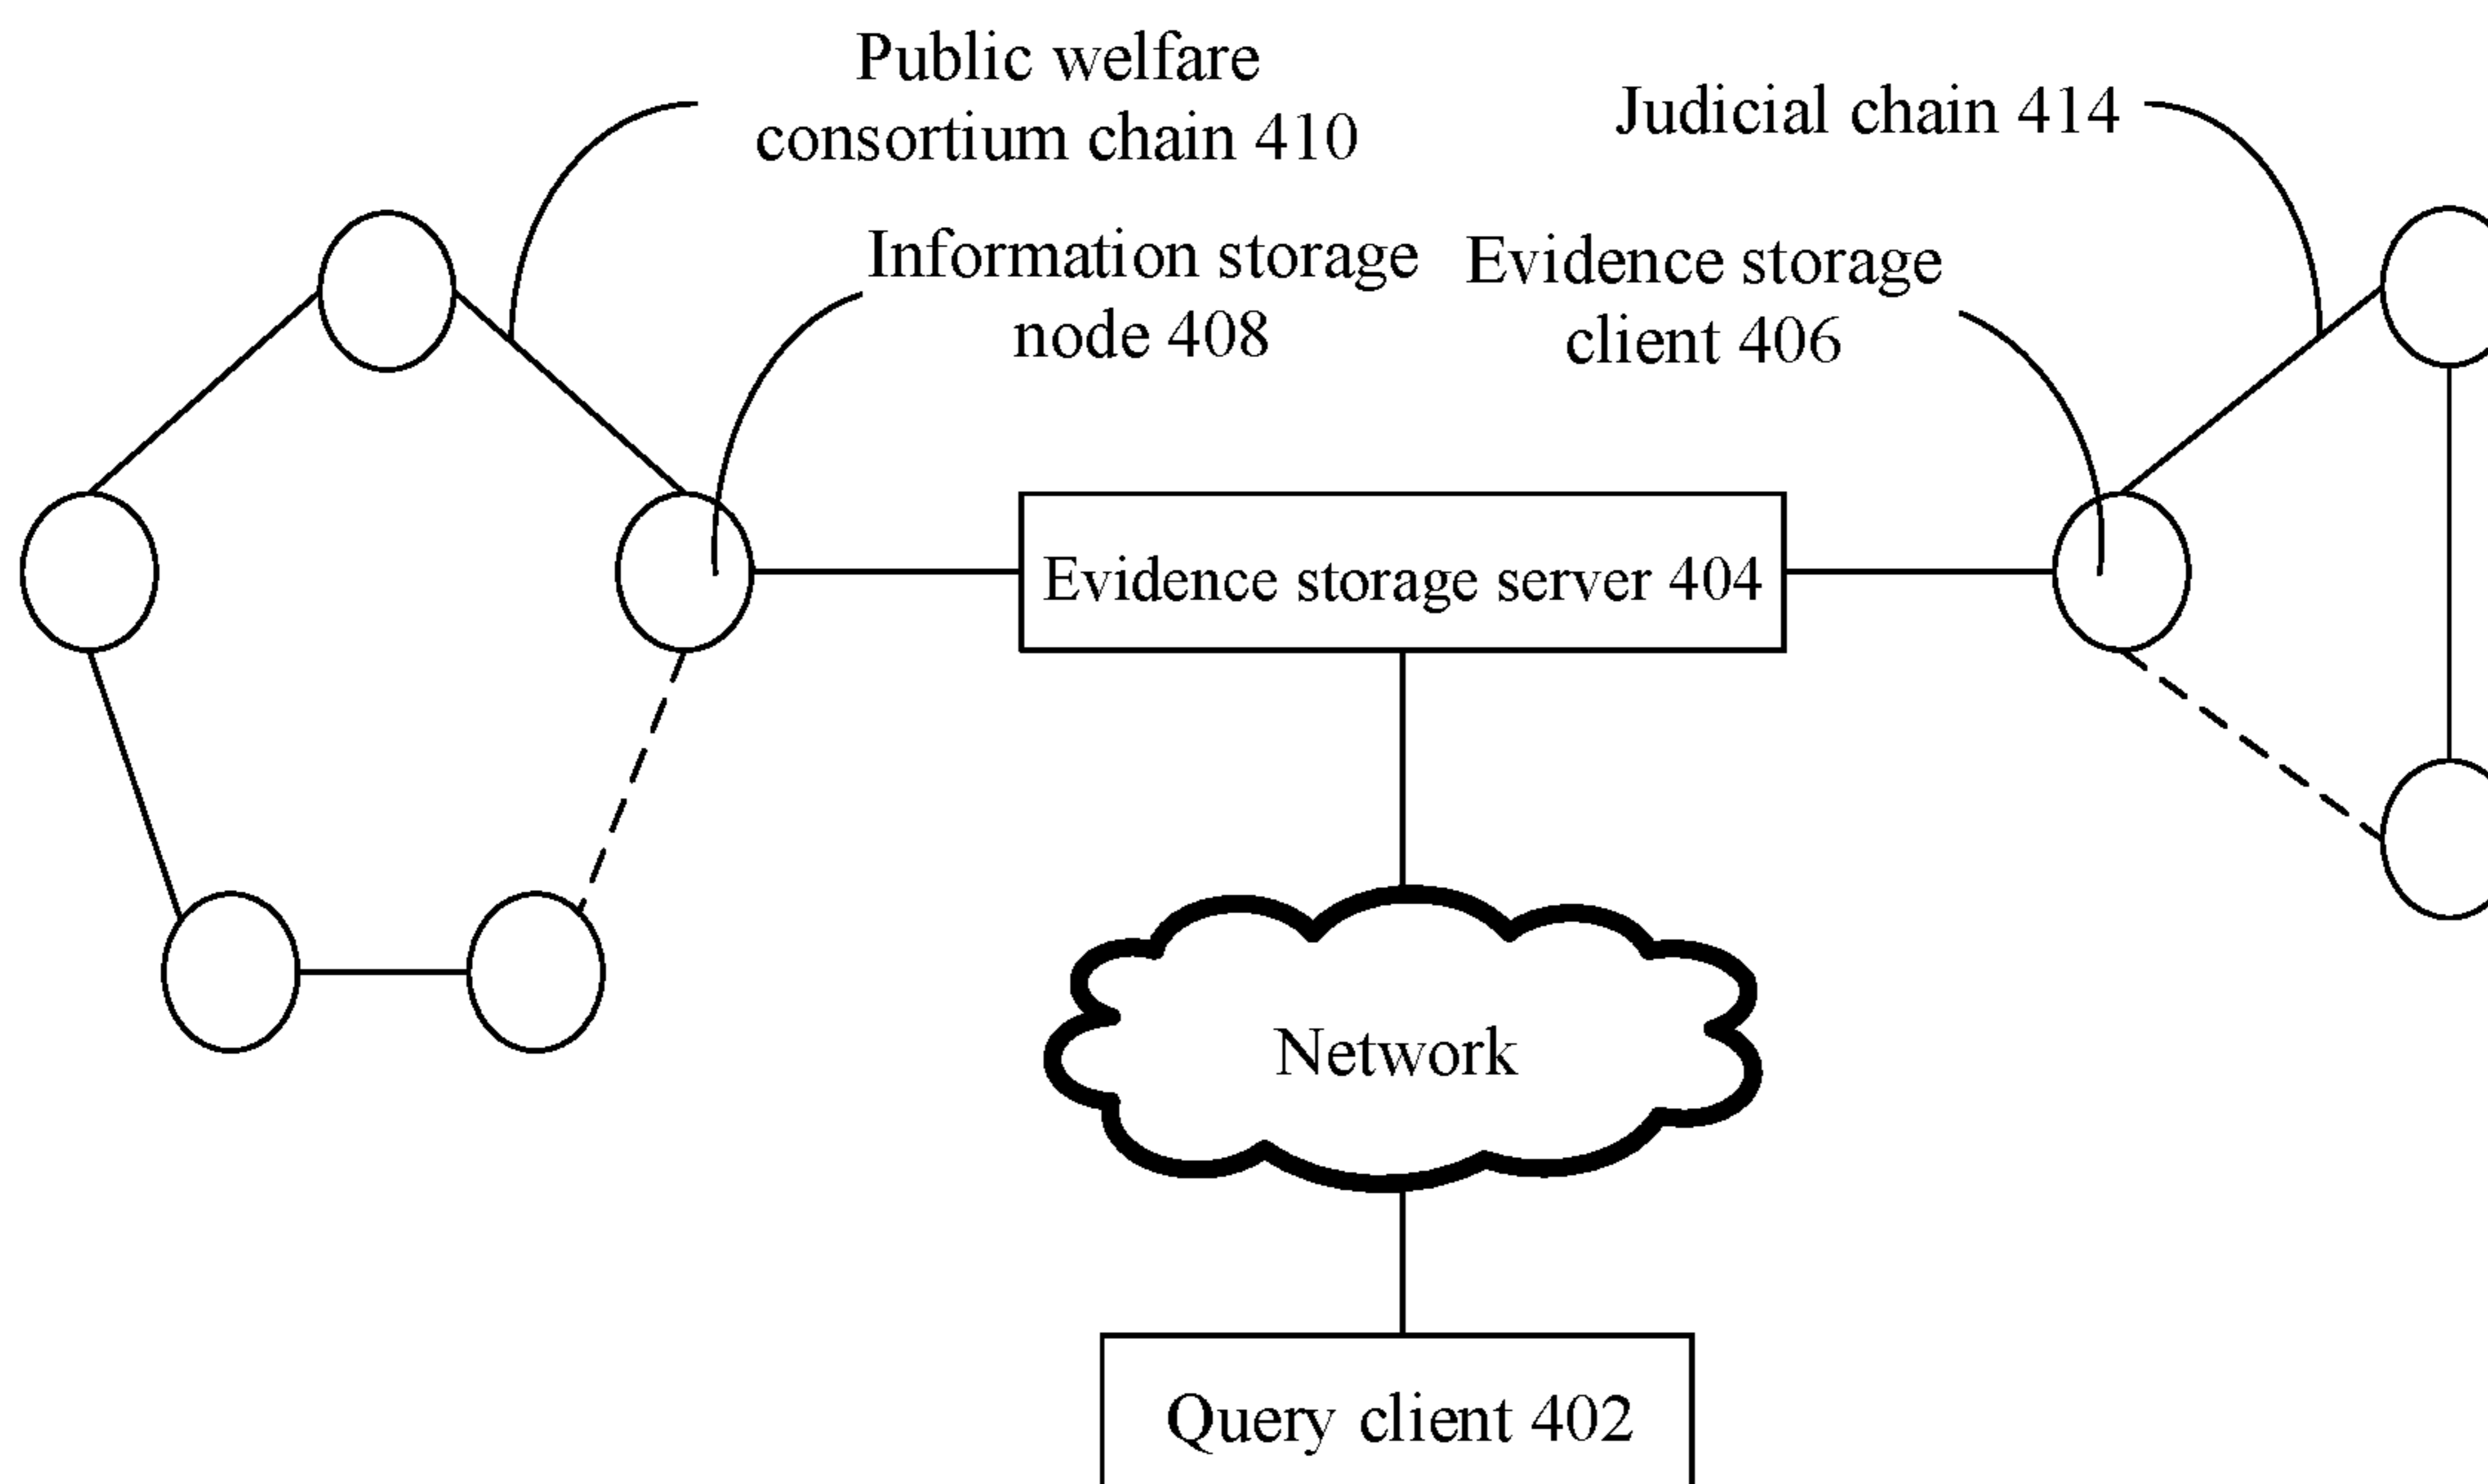 Public welfare
consortium chain 410
Judicial chain 414
Information storage
node 408
Evidence storage
client 406
Evidence storage server 404
Network
Query client 402